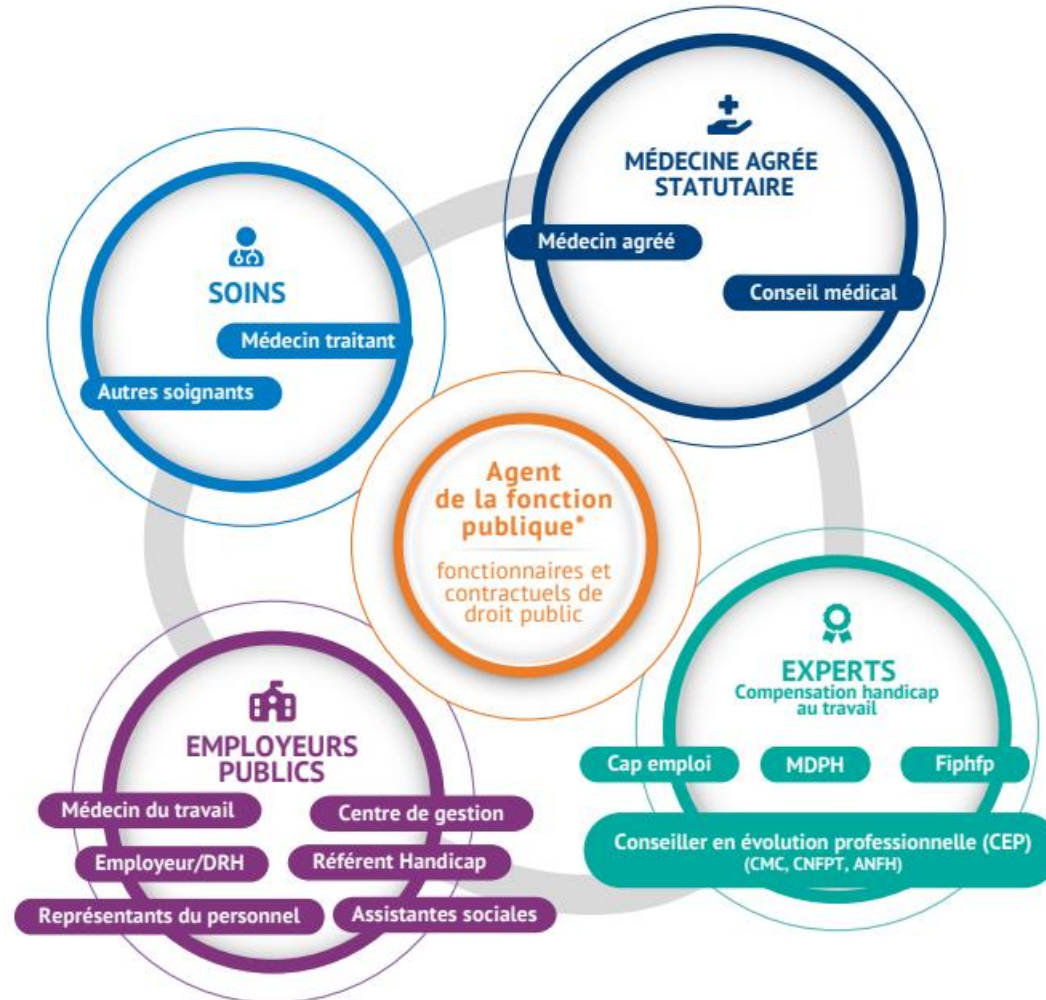 MÉDECINE AGRÉE
STATUTAIRE
Médecin agréé
Conseil médical
SOINS
Médecin traitant
Autres soignants
Agent
de la fonction
publique*
fonctionnaires et
contractuels de
droit public
EXPERTS
Compensation handicap
au travail
Cap emploi
MDPH
Fiphfp
Conseiller en évolution professionnelle (CEP)
(CMC, CNFPT, ANFH)
EMPLOYEURS
PUBLICS
Médecin du travail
Centre de gestion
Employeur/DRH
Référent Handicap
Représentants du personnel
Assistantes sociales